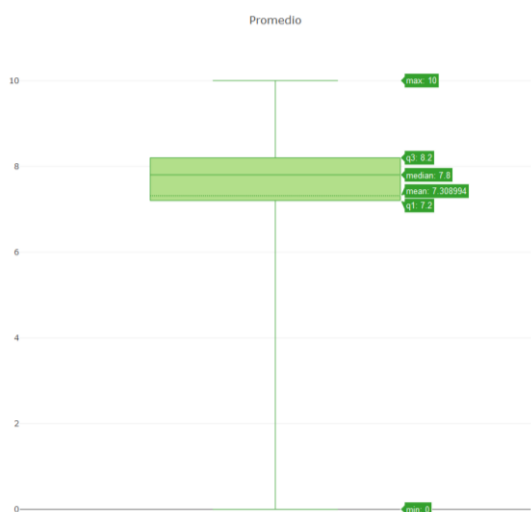 Promedio
10
max: 10
q3: 8.2
8
median: 7.8
mean: 7.308994
q1: 7.2
6
4
2
0
min: 0